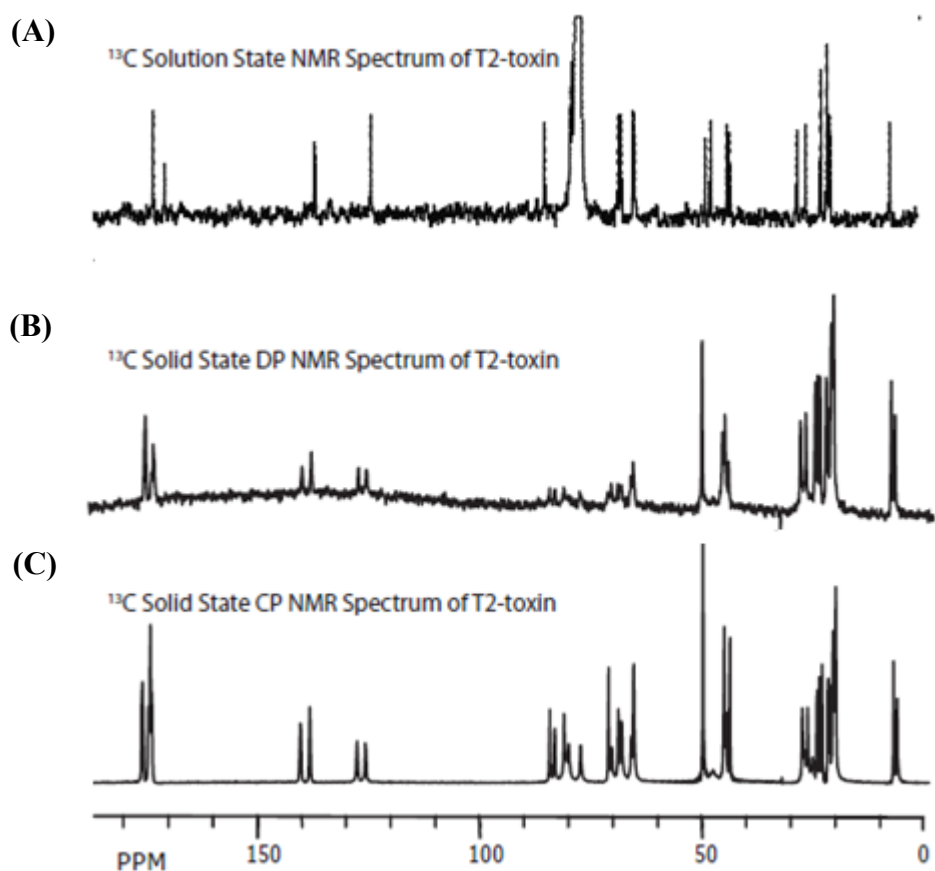 (A)
¹³C Solution State NMR Spectrum of T2-toxin
(B)
¹³C Solid State DP NMR Spectrum of T2-toxin
(C)
¹³C Solid State CP NMR Spectrum of T2-toxin
PPM 150 100 50 0